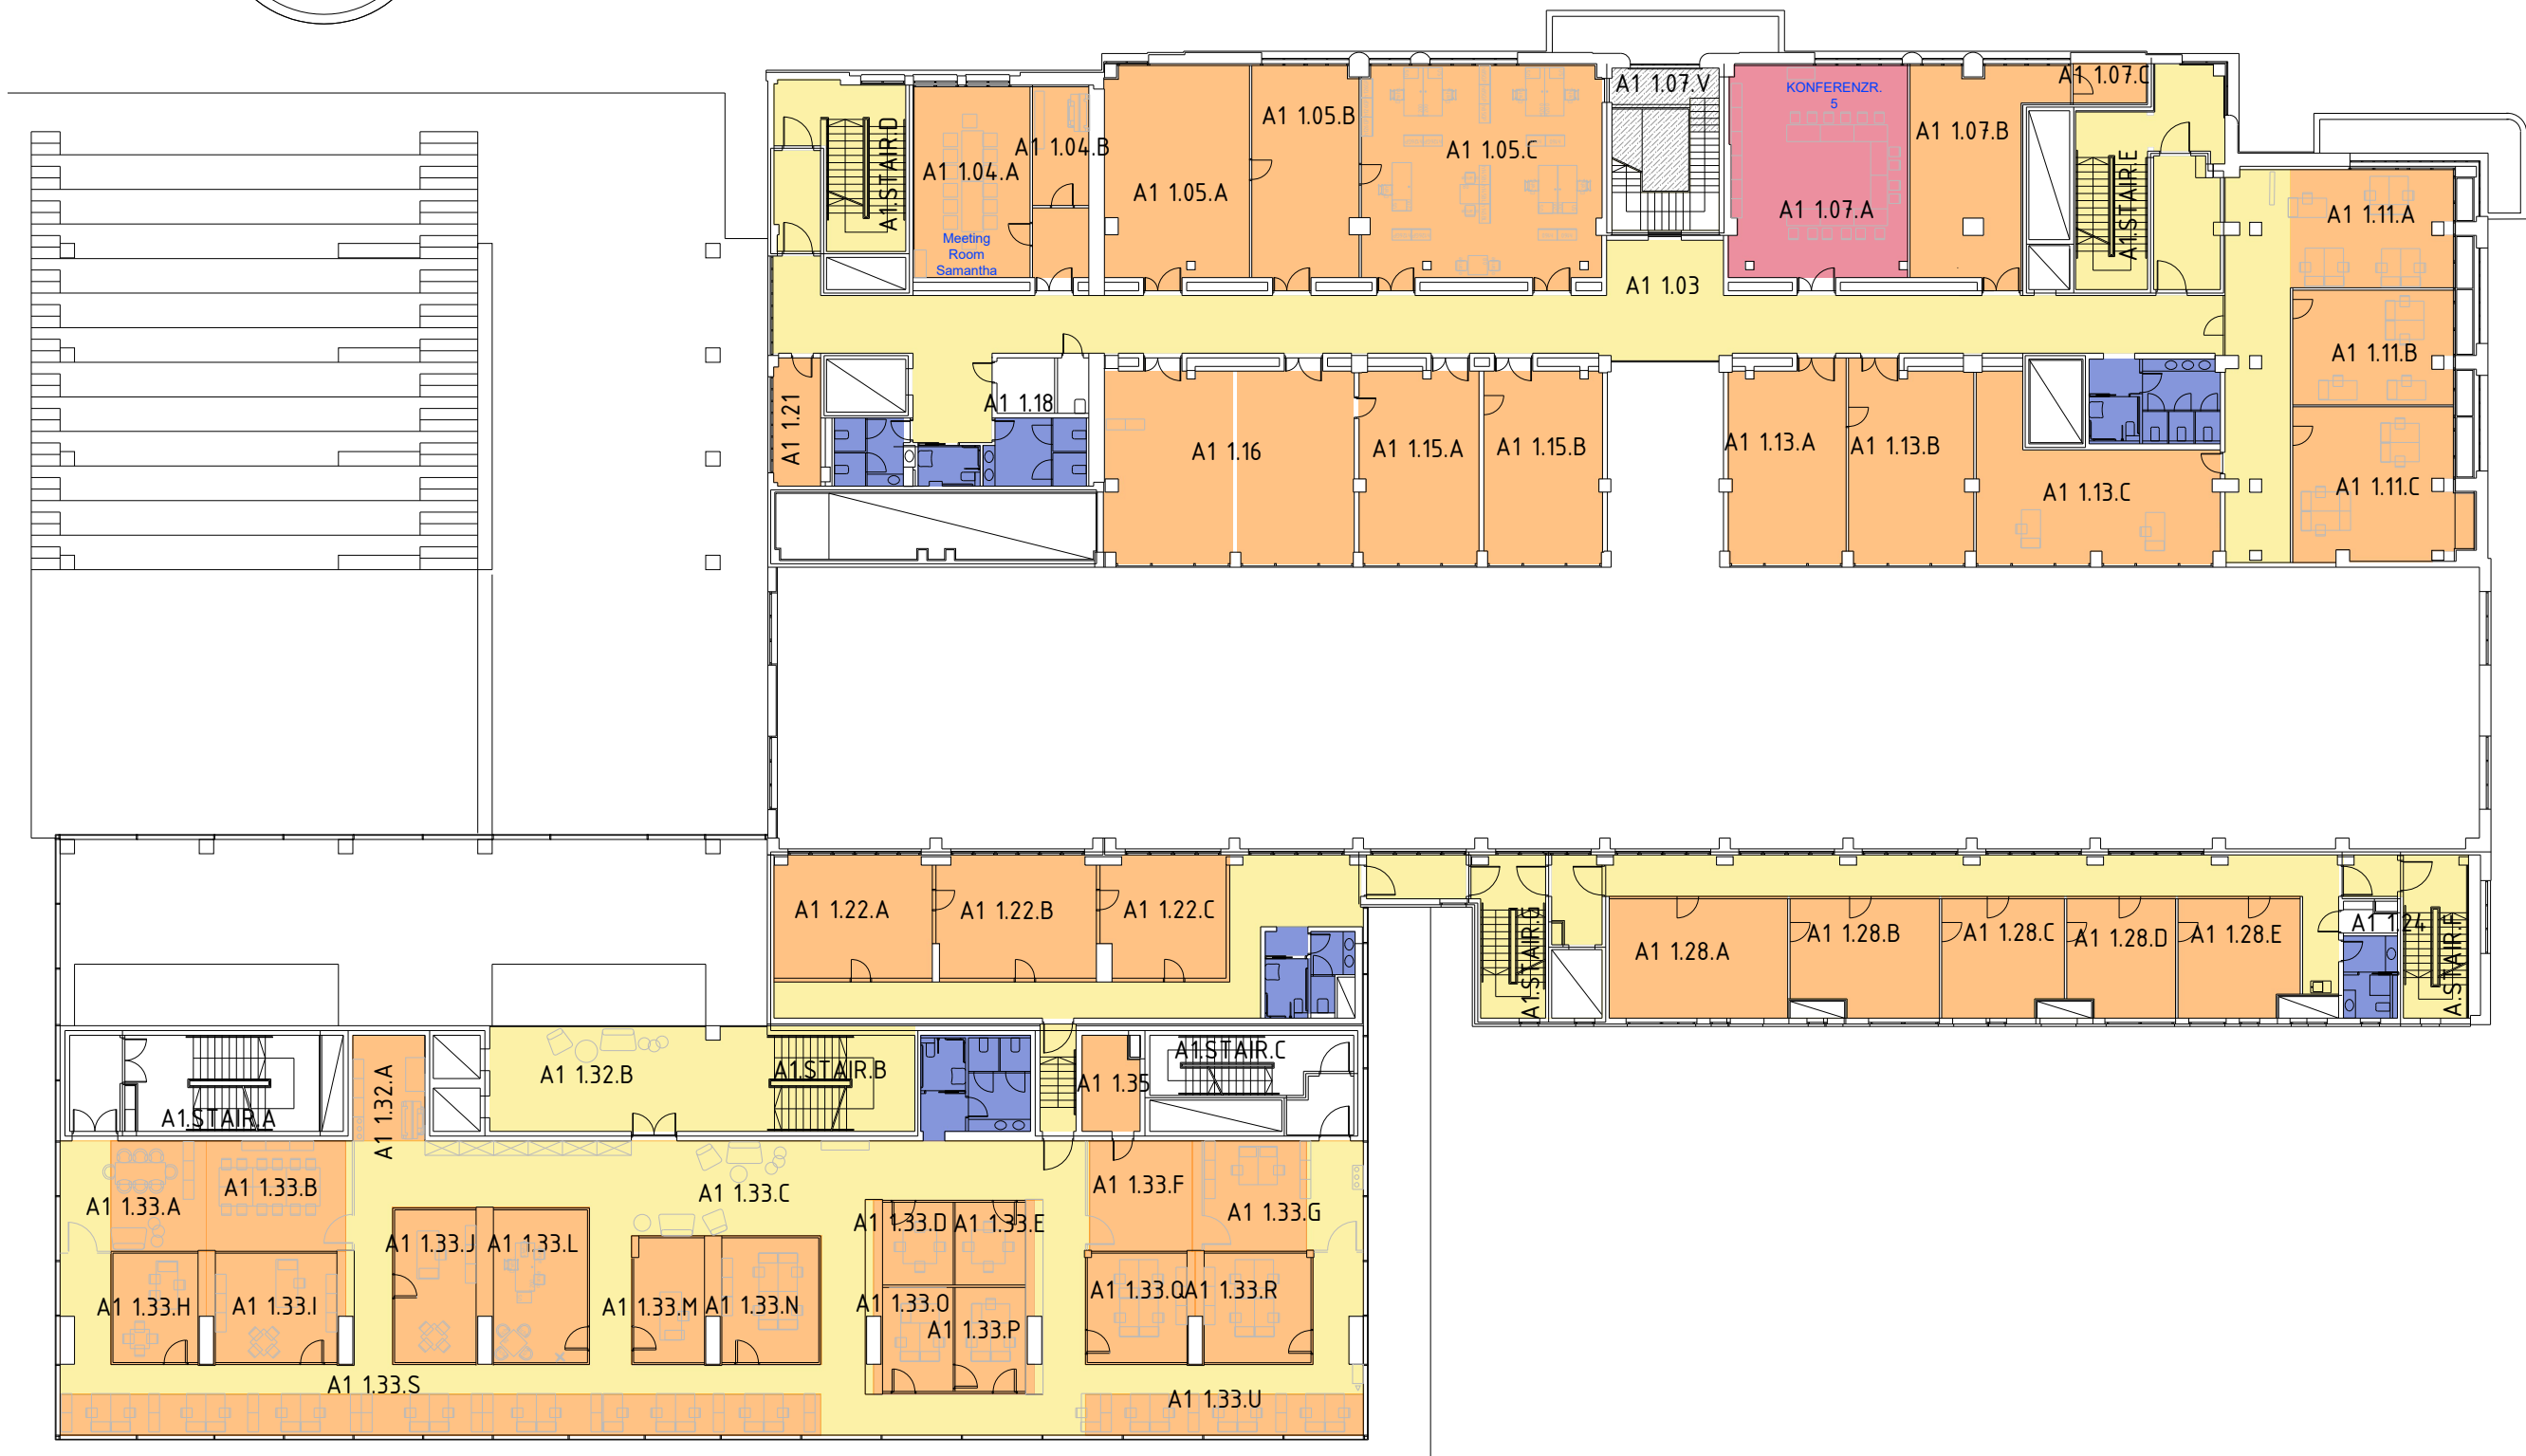 A1 1.07.V
A1 1.07.C
KONFERENZR.
5
A1.STAIR.D
A1 1.04.A
A1 1.04.B
A1 1.05.A
A1 1.05.B
A1 1.05.C
A1 1.07.A
A1 1.07.B
A1.STAIR.E
A1 1.11.A
Meeting
Room
Samantha
A1 1.03
A1 1.11.B
A1 1.21
A1 1.18
A1 1.16
A1 1.15.A
A1 1.15.B
A1 1.13.A
A1 1.13.B
A1 1.13.C
A1 1.11.C
A1 1.22.A
A1 1.22.B
A1 1.22.C
A1.STAIR.G
A1 1.28.A
A1 1.28.B
A1 1.28.C
A1 1.28.D
A1 1.28.E
A1 1.24
A.STAIR.F
A1.STAIR.A
A1 1.32.A
A1 1.32.B
A1.STAIR.B
A1 1.35
A1.STAIR.C
A1 1.33.A
A1 1.33.B
A1 1.33.C
A1 1.33.D
A1 1.33.E
A1 1.33.F
A1 1.33.G
A1 1.33.J
A1 1.33.L
A1 1.33.H
A1 1.33.I
A1 1.33.M
A1 1.33.N
A1 1.33.O
A1 1.33.P
A1 1.33.Q
A1 1.33.R
A1 1.33.S
A1 1.33.U